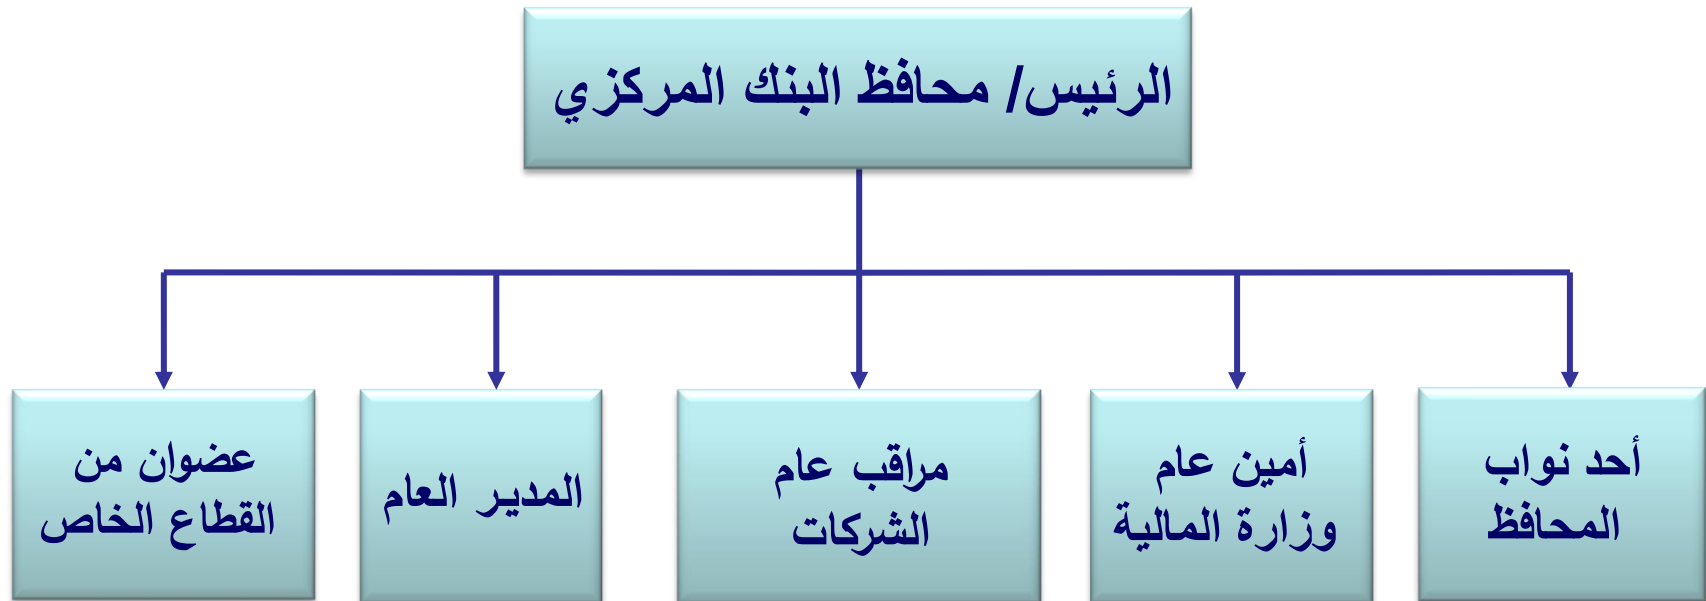 الرئيس/ محافظ البنك المركزي
أحد نواب
المحافظ
أمين عام
وزارة المالية
مراقب عام
الشركات
المدير العام
عضوان من
القطاع الخاص